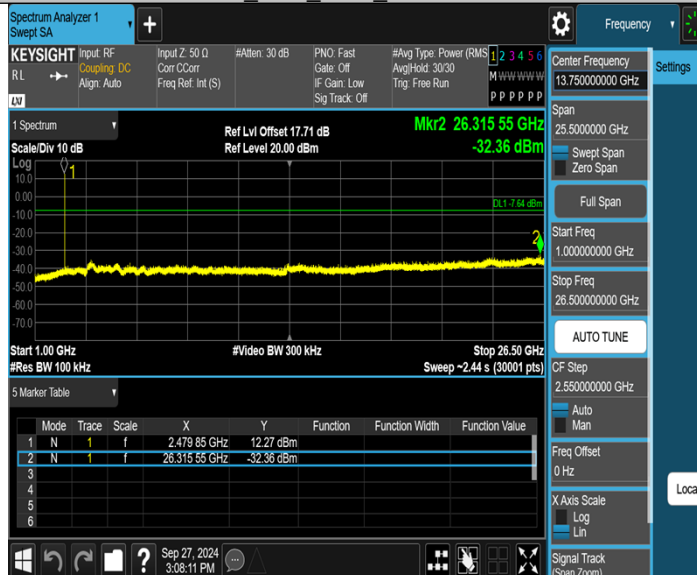 Spectrum Analyzer 1
Swept SA
Frequency
KEYSIGHT
RL
LXI
Input: RF
Coupling: DC
Align: Auto
Input Z: 50 Ω
Corr CCorr
Freq Ref: Int (S)
#Atten: 30 dB
PNO: Fast
Gate: Off
IF Gain: Low
Sig Track: Off
#Avg Type: Power (RMS
Avg|Hold: 30/30
Trig: Free Run
1 2 3 4 5 6
M W W W W W
P P P P P P
1 Spectrum
Scale/Div 10 dB
Ref Lvl Offset 17.71 dB
Ref Level 20.00 dBm
Mkr2 26.315 55 GHz
-32.36 dBm
Log
10.0
0.00
-10.0
-20.0
-30.0
-40.0
-50.0
-60.0
-70.0
1
DL1 -7.64 dBm
2
Start 1.00 GHz
#Res BW 100 kHz
#Video BW 300 kHz
Stop 26.50 GHz
Sweep ~2.44 s (30001 pts)
5 Marker Table
Mode Trace Scale X Y Function Function Width Function Value
1 N 1 f 2.479 85 GHz 12.27 dBm
2 N 1 f 26.315 55 GHz -32.36 dBm
3
4
5
6
Sep 27, 2024
3:08:11 PM
Center Frequency
13.750000000 GHz
Settings
Span
25.5000000 GHz
Swept Span
Zero Span
Full Span
Start Freq
1.000000000 GHz
Stop Freq
26.500000000 GHz
AUTO TUNE
CF Step
2.550000000 GHz
Auto
Man
Freq Offset
0 Hz
Loca
X Axis Scale
Log
Lin
Signal Track
(Span Zoom)